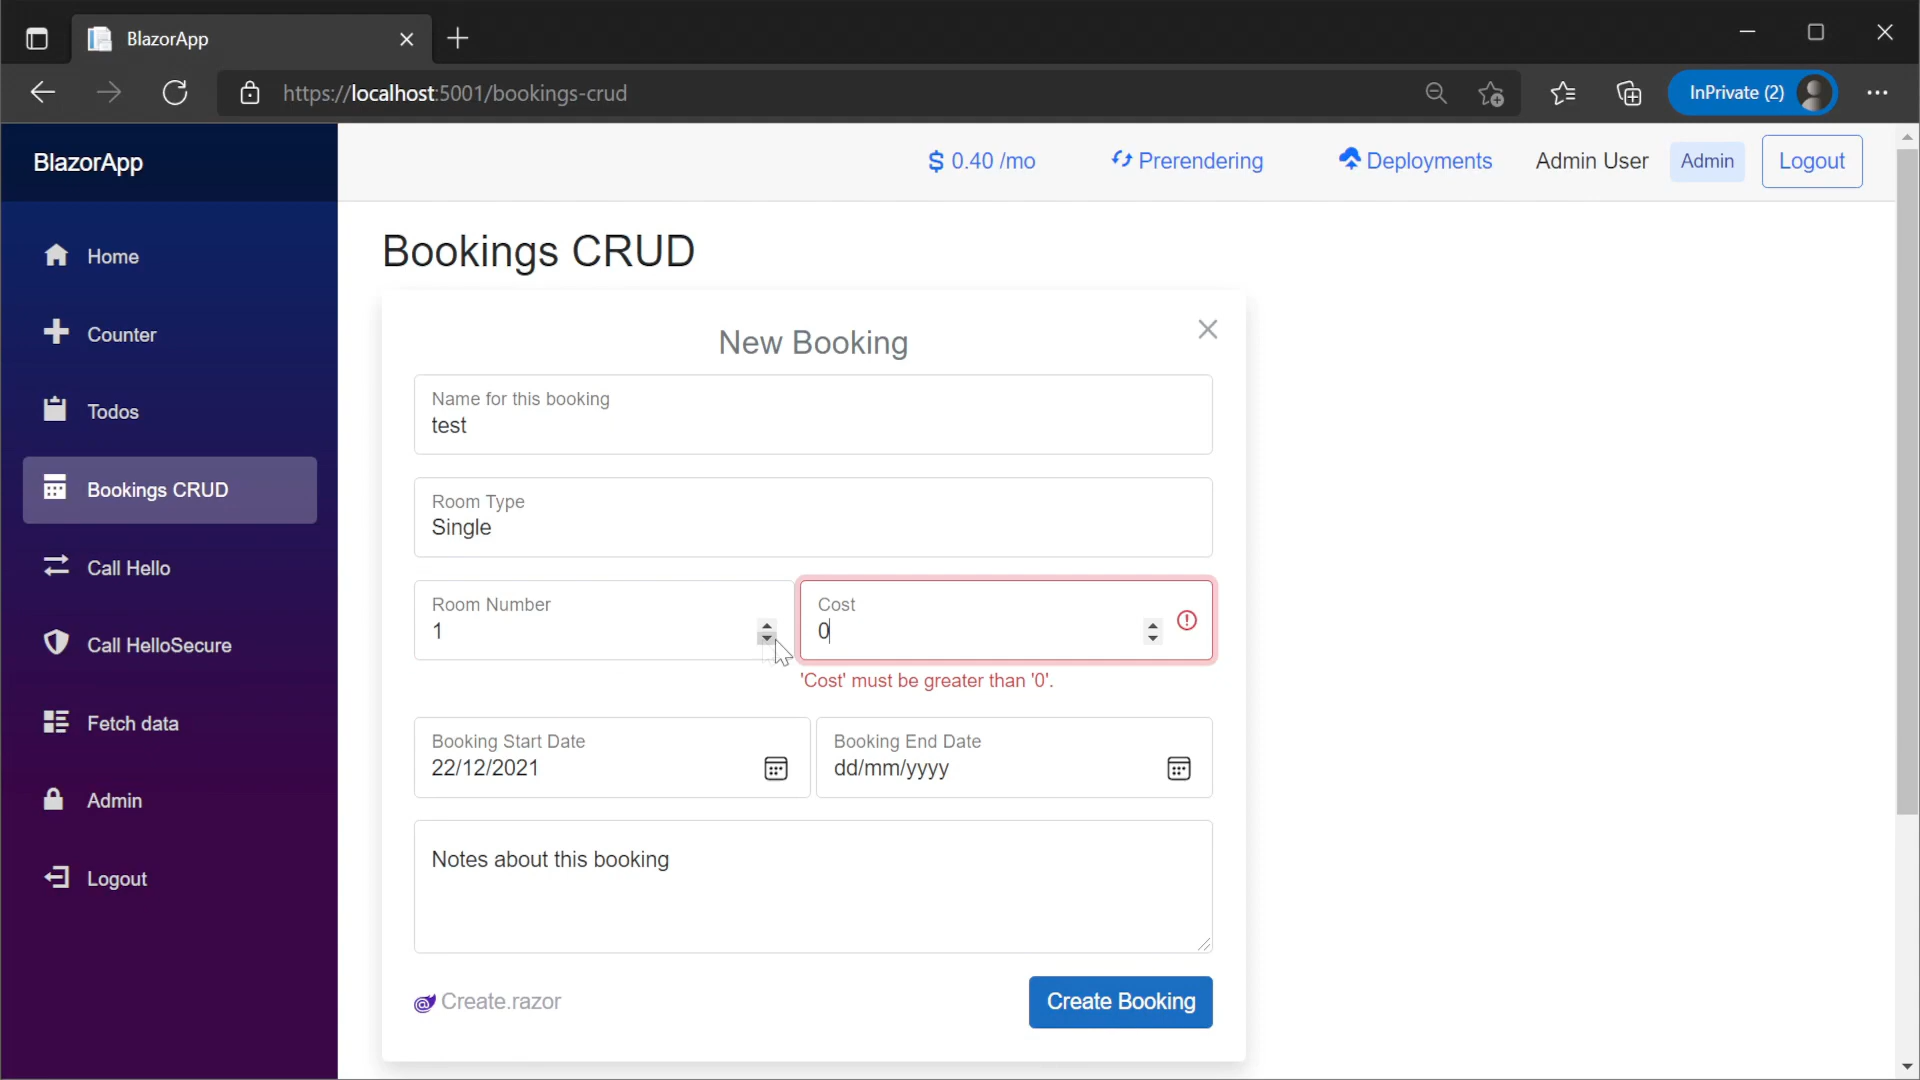 BlazorApp
https://localhost:5001/bookings-crud
InPrivate (2)
BlazorApp
$ 0.40 /mo
Prerendering
Deployments
Admin User
Admin
Logout
Home
Counter
Todos
Bookings CRUD
Call Hello
Call HelloSecure
Fetch data
Admin
Logout
Bookings CRUD
New Booking
Name for this booking
test
Room Type
Single
Room Number
1
Cost
0
'Cost' must be greater than '0'.
Booking Start Date
22/12/2021
Booking End Date
dd/mm/yyyy
Notes about this booking
Create.razor
Create Booking